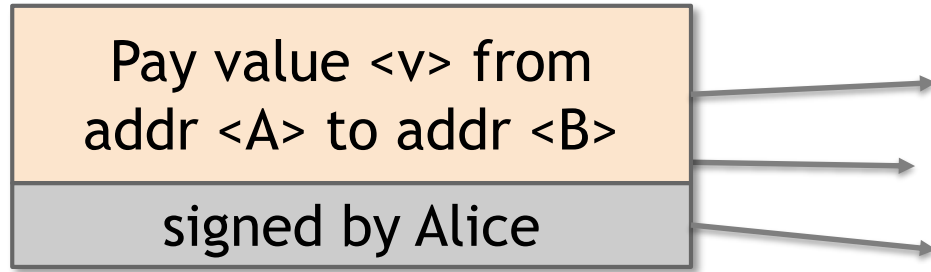 Pay value <v> from
addr <A> to addr <B>
signed by Alice